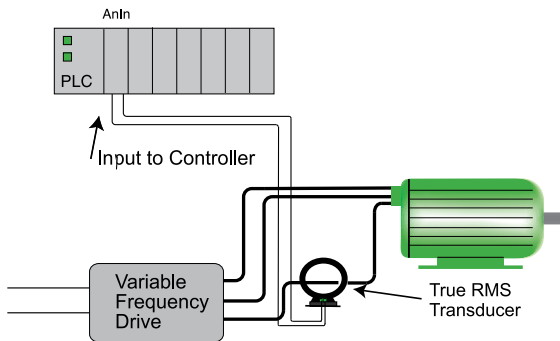 AnIn
PLC
Input to Controller
Variable
Frequency
Drive
True RMS
Transducer